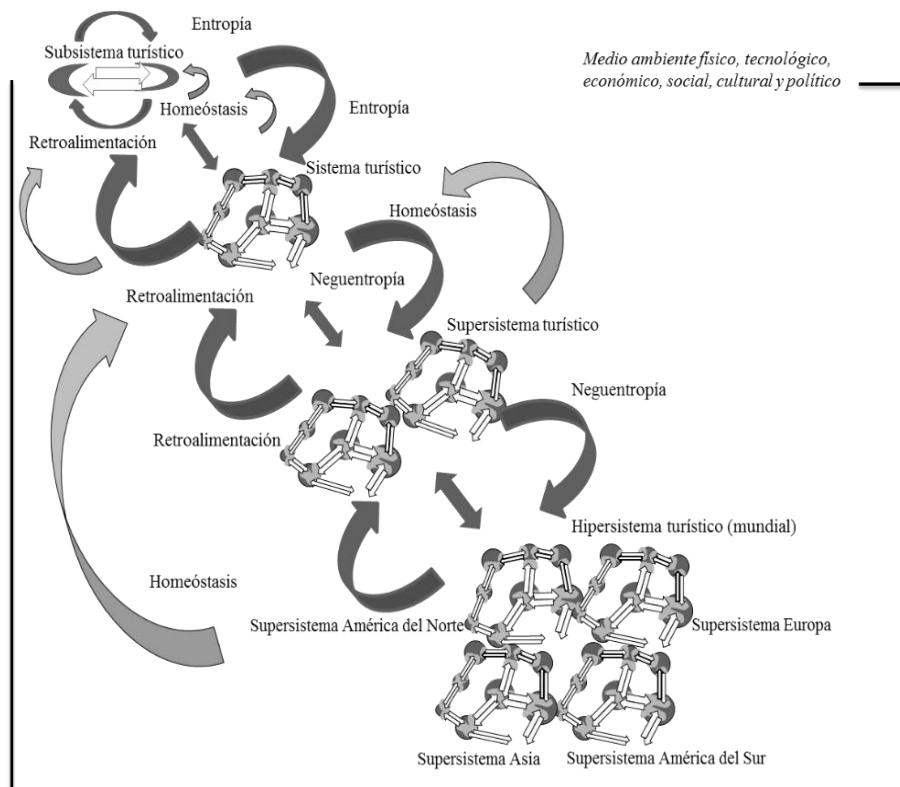 Entropía
Subsistema turístico
Medio ambiente físico, tecnológico,
económico, social, cultural y político
Homeóstasis
Entropía
Retroalimentación
Sistema turístico
Homeóstasis
Neguentropía
Retroalimentación
Supersistema turístico
Neguentropía
Retroalimentación
Hipersistema turístico (mundial)
Homeóstasis
Supersistema América del Norte
Supersistema Europa
Supersistema Asia
Supersistema América del Sur